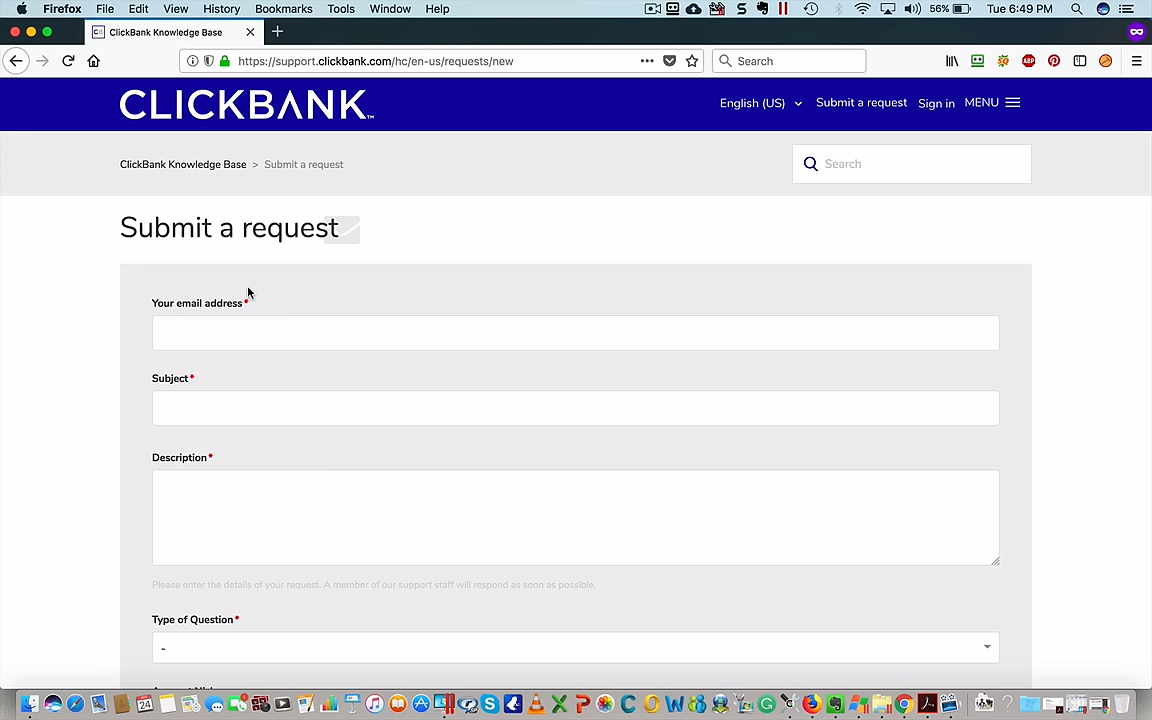 Firefox File Edit View History Bookmarks Tools Window Help 56% Tue 6:49 PM
ClickBank Knowledge Base
https://support.clickbank.com/hc/en-us/requests/new
Search
CLICKBANK™
English (US) Submit a request Sign in MENU
ClickBank Knowledge Base > Submit a request
Search
Submit a request
Your email address*
Subject*
Description*
Please enter the details of your request. A member of our support staff will respond as soon as possible.
Type of Question*
-